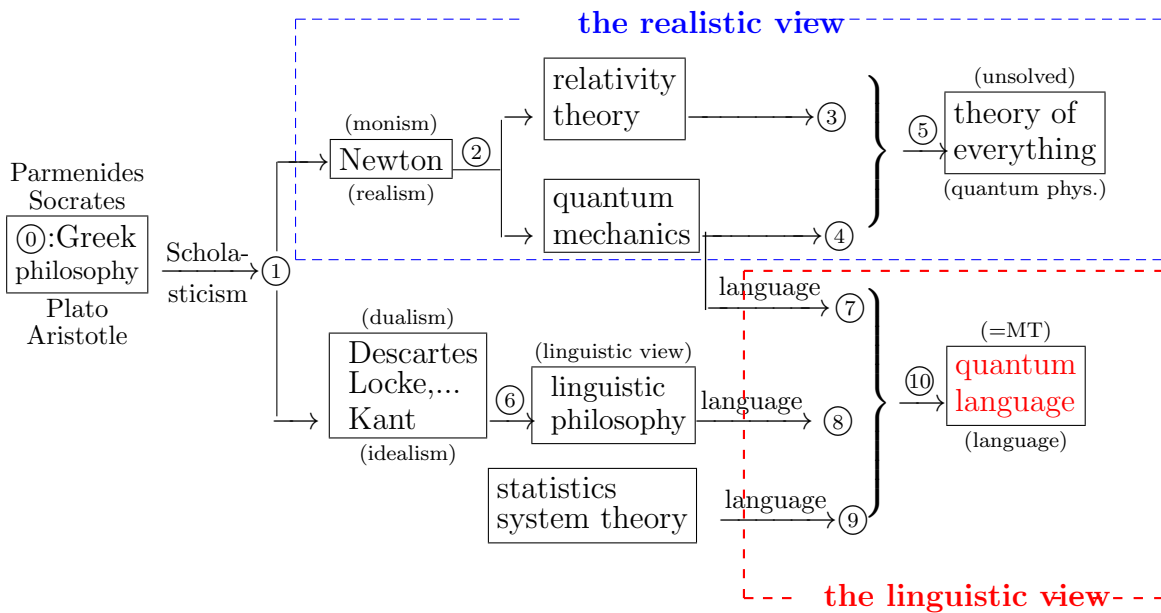 the realistic view
relativity
theory
③
(unsolved)
theory of
everything
(quantum phys.)
⑤
(monism)
Newton
(realism)
②
quantum
mechanics
④
Parmenides
Socrates
⓪:Greek
philosophy
Plato
Aristotle
Schola-
sticism
①
language
⑦
(dualism)
Descartes
Locke,...
Kant
(idealism)
⑥
(linguistic view)
linguistic
philosophy
language
⑧
⑩
(=MT)
quantum
language
(language)
statistics
system theory
language
⑨
the linguistic view